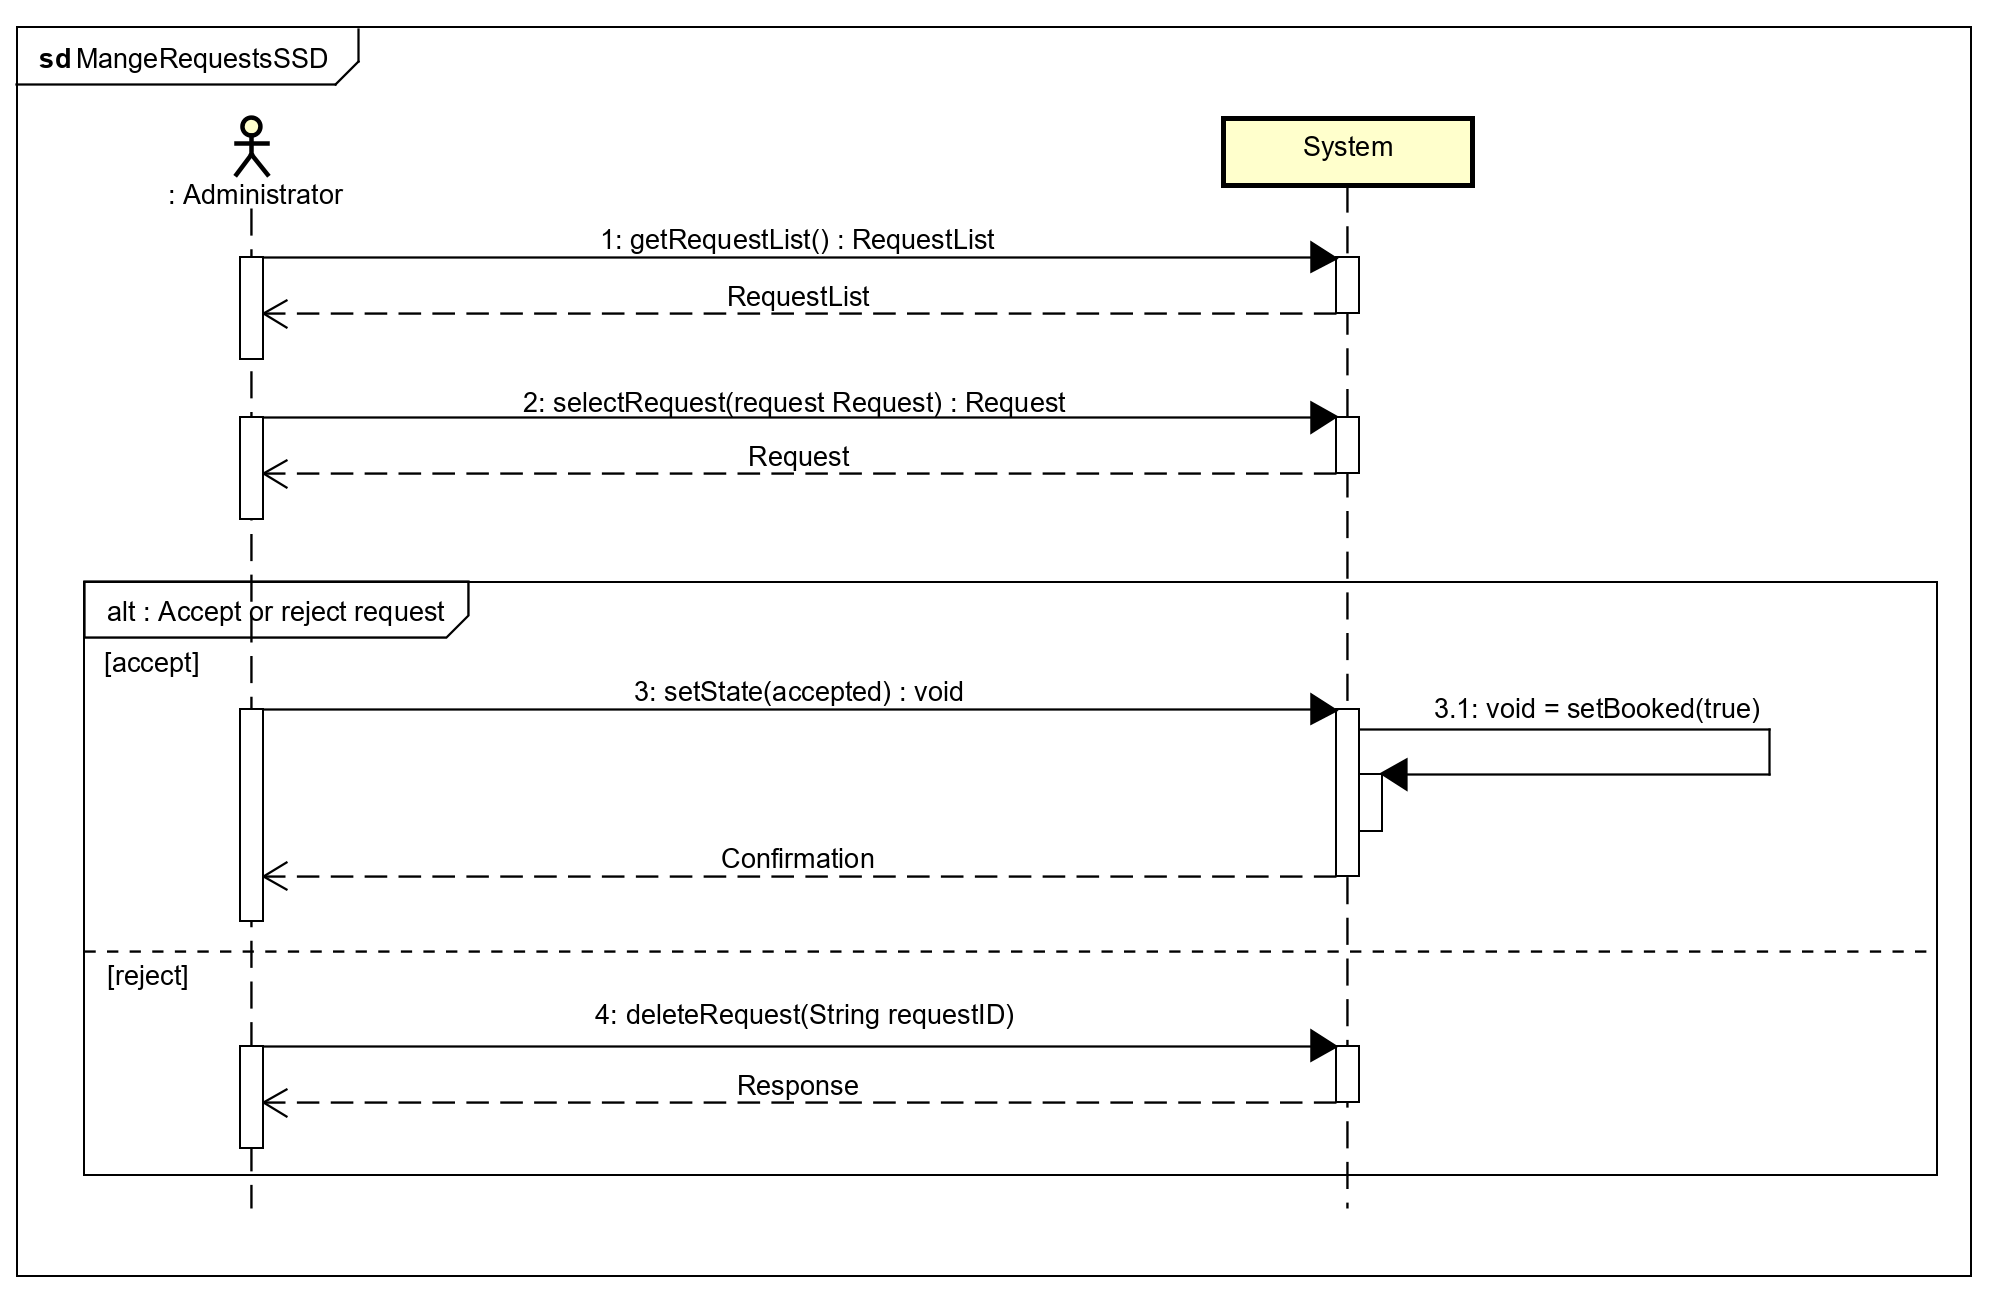 sd MangeRequestsSSD
: Administrator
System
1: getRequestList() : RequestList
RequestList
2: selectRequest(request Request) : Request
Request
alt : Accept or reject request
[accept]
3: setState(accepted) : void
3.1: void = setBooked(true)
Confirmation
[reject]
4: deleteRequest(String requestID)
Response